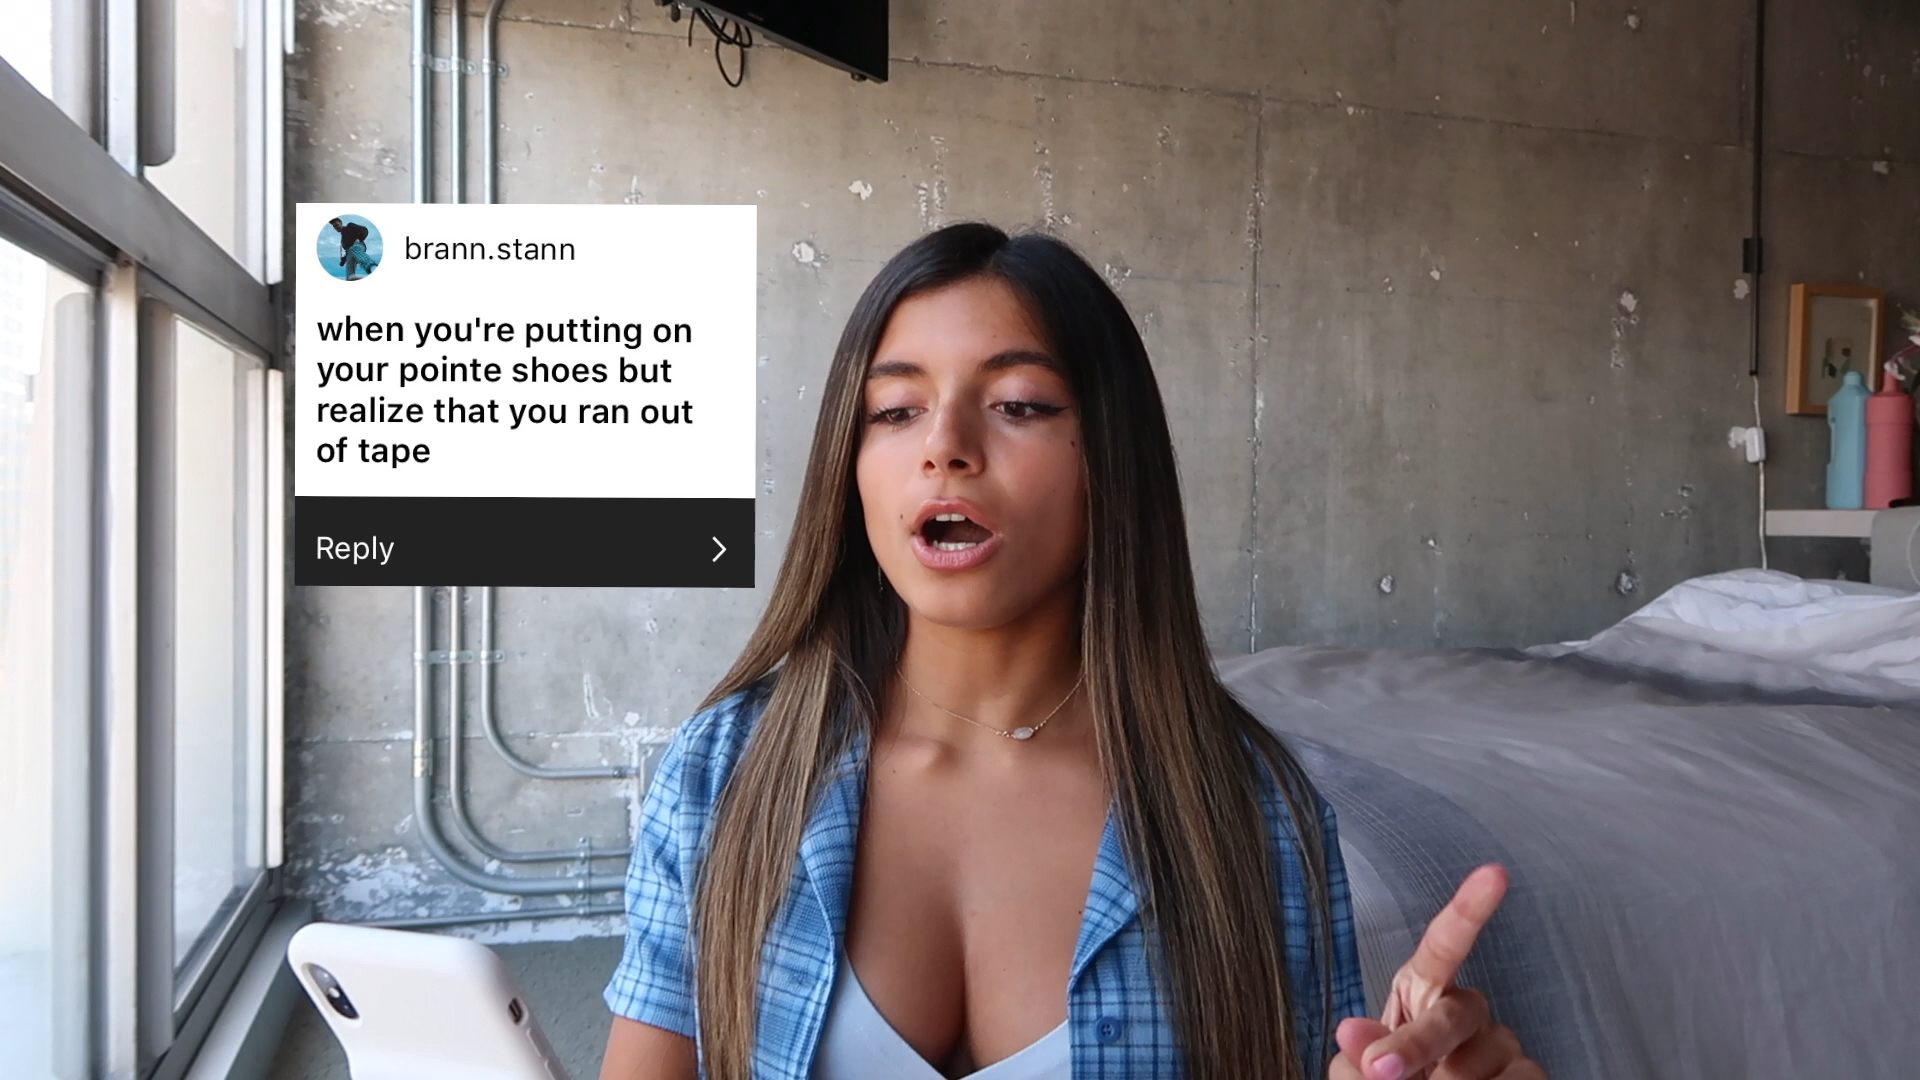 brann.stann
when you're putting on
your pointe shoes but
realize that you ran out
of tape
Reply